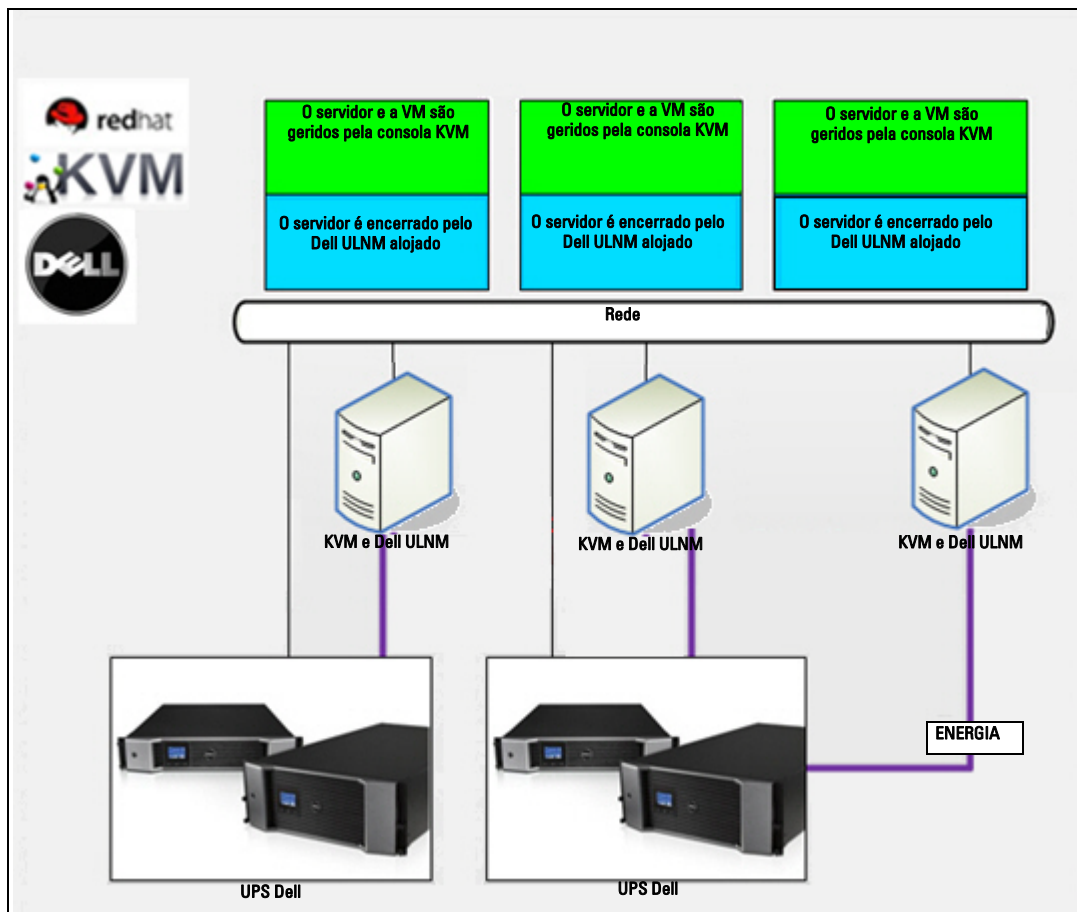 redhat
KVM
DELL
O servidor e a VM são
geridos pela consola KVM
O servidor e a VM são
geridos pela consola KVM
O servidor e a VM são
geridos pela consola KVM
O servidor é encerrado pelo
Dell ULNM alojado
O servidor é encerrado pelo
Dell ULNM alojado
O servidor é encerrado pelo
Dell ULNM alojado
Rede
KVM e Dell ULNM
KVM e Dell ULNM
KVM e Dell ULNM
ENERGIA
UPS Dell
UPS Dell